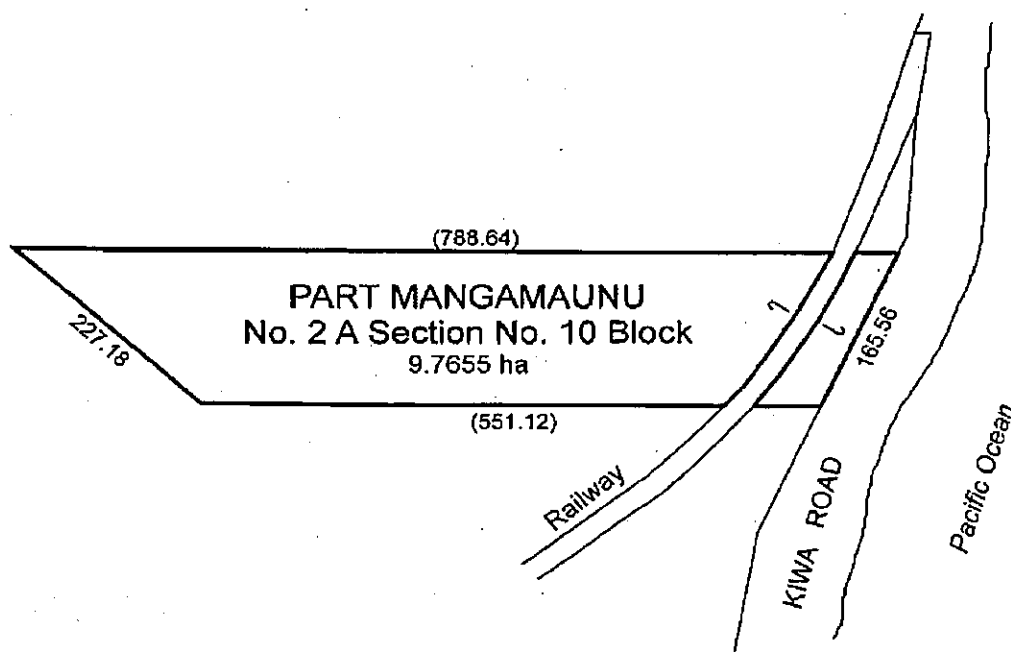 (788.64)
PART MANGAMAUNU
No. 2 A Section No. 10 Block
9.7655 ha
227.18
165.56
(551.12)
Railway
KIWA ROAD
Pacific Ocean